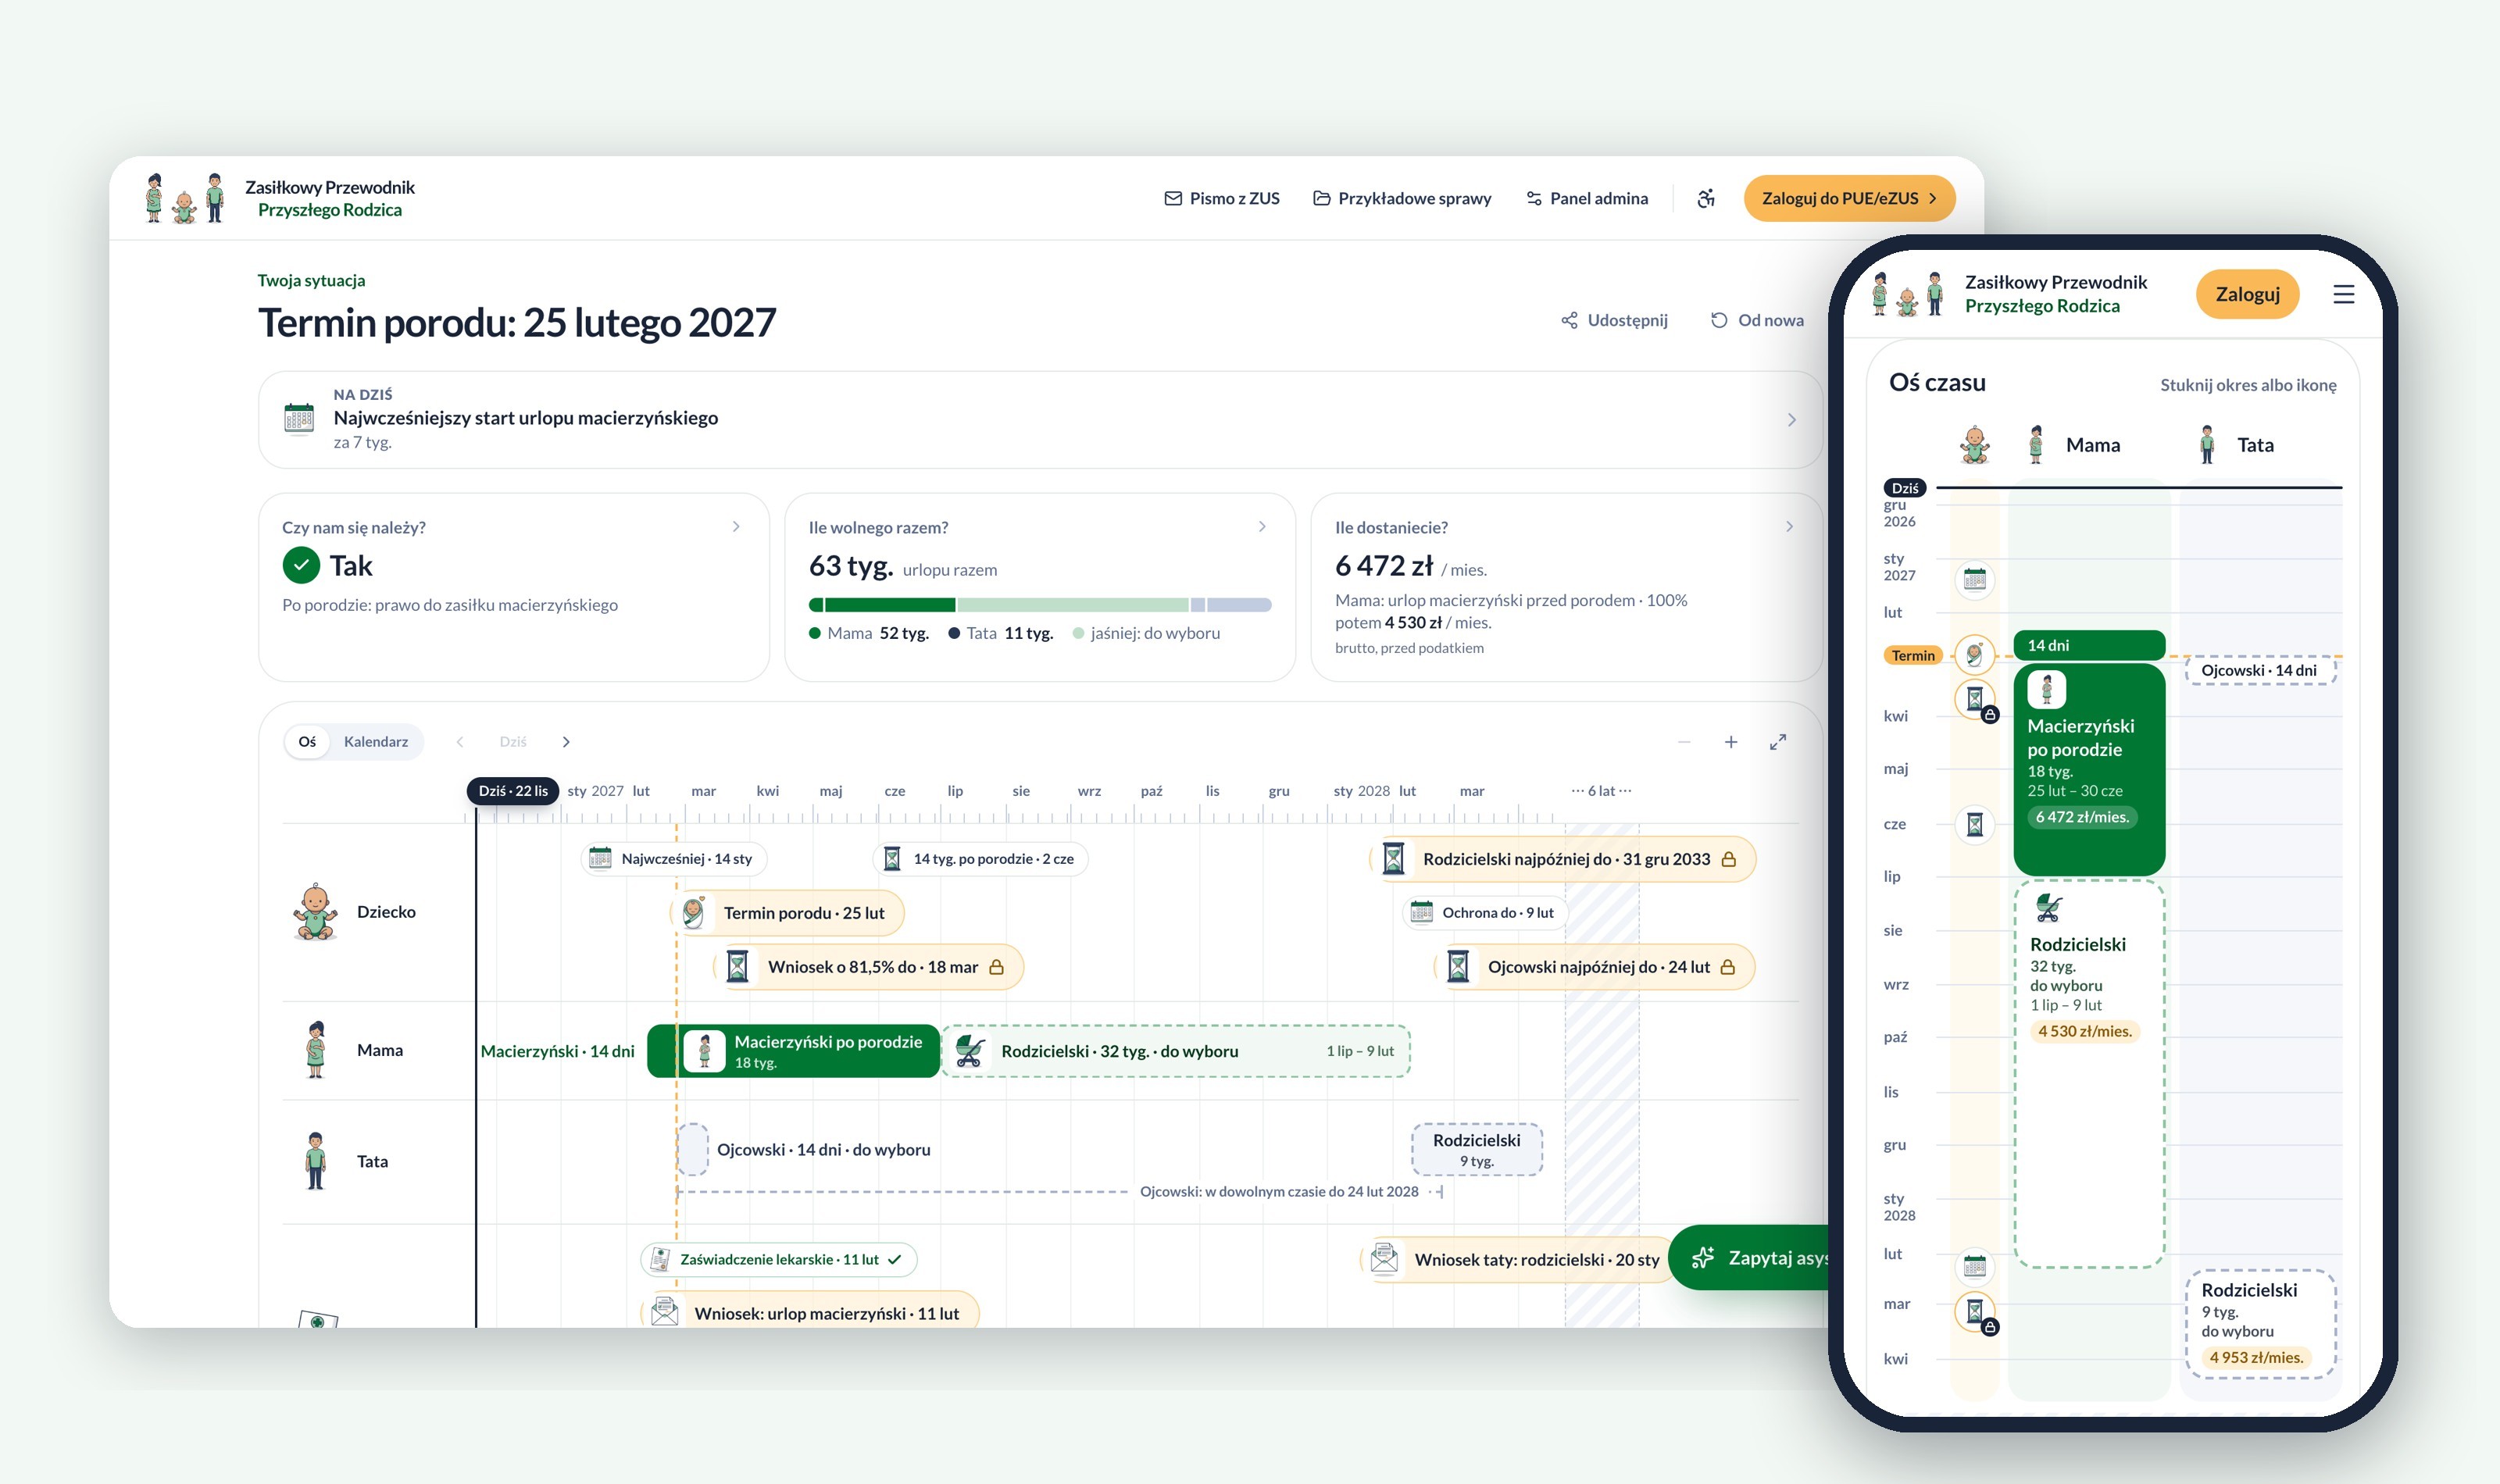 Zasiłkowy Przewodnik
Przyszłego Rodzica
Pismo z ZUS
Przykładowe sprawy
Panel admina
Zaloguj do PUE/eZUS
Twoja sytuacja
Termin porodu: 25 lutego 2027
Udostępnij
Od nowa
NA DZIŚ
Najwcześniejszy start urlopu macierzyńskiego
za 7 tyg.
Czy nam się należy?
Tak
Po porodzie: prawo do zasiłku macierzyńskiego
Ile wolnego razem?
63 tyg. urlopu razem
Mama 52 tyg. Tata 11 tyg. jaśniej: do wyboru
Ile dostaniecie?
6 472 zł / mies.
Mama: urlop macierzyński przed porodem · 100%
potem 4 530 zł / mies.
brutto, przed podatkiem
Oś Kalendarz Dziś
Dziś · 22 lis sty 2027 lut mar kwi maj cze lip sie wrz paź lis gru sty 2028 lut mar ··· 6 lat ···
Dziecko
Najwcześniej · 14 sty
14 tyg. po porodzie · 2 cze
Rodzicielski najpóźniej do · 31 gru 2033
Termin porodu · 25 lut
Ochrona do · 9 lut
Wniosek o 81,5% do · 18 mar
Ojcowski najpóźniej do · 24 lut
Mama
Macierzyński · 14 dni
Macierzyński po porodzie
18 tyg.
Rodzicielski · 32 tyg. · do wyboru
1 lip – 9 lut
Tata
Ojcowski · 14 dni · do wyboru
Rodzicielski
9 tyg.
Ojcowski: w dowolnym czasie do 24 lut 2028
Zaświadczenie lekarskie · 11 lut
Wniosek taty: rodzicielski · 20 sty
Zapytaj asys
Wniosek: urlop macierzyński · 11 lut
Zasiłkowy Przewodnik
Przyszłego Rodzica
Zaloguj
Oś czasu
Stuknij okres albo ikonę
Mama
Tata
Dziś
gru
2026
sty
2027
lut
14 dni
Termin
Ojcowski · 14 dni
kwi
Macierzyński
po porodzie
18 tyg.
25 lut – 30 cze
6 472 zł/mies.
maj
cze
lip
sie
Rodzicielski
32 tyg.
do wyboru
1 lip – 9 lut
4 530 zł/mies.
wrz
paź
lis
gru
sty
2028
lut
mar
Rodzicielski
9 tyg.
do wyboru
4 953 zł/mies.
kwi